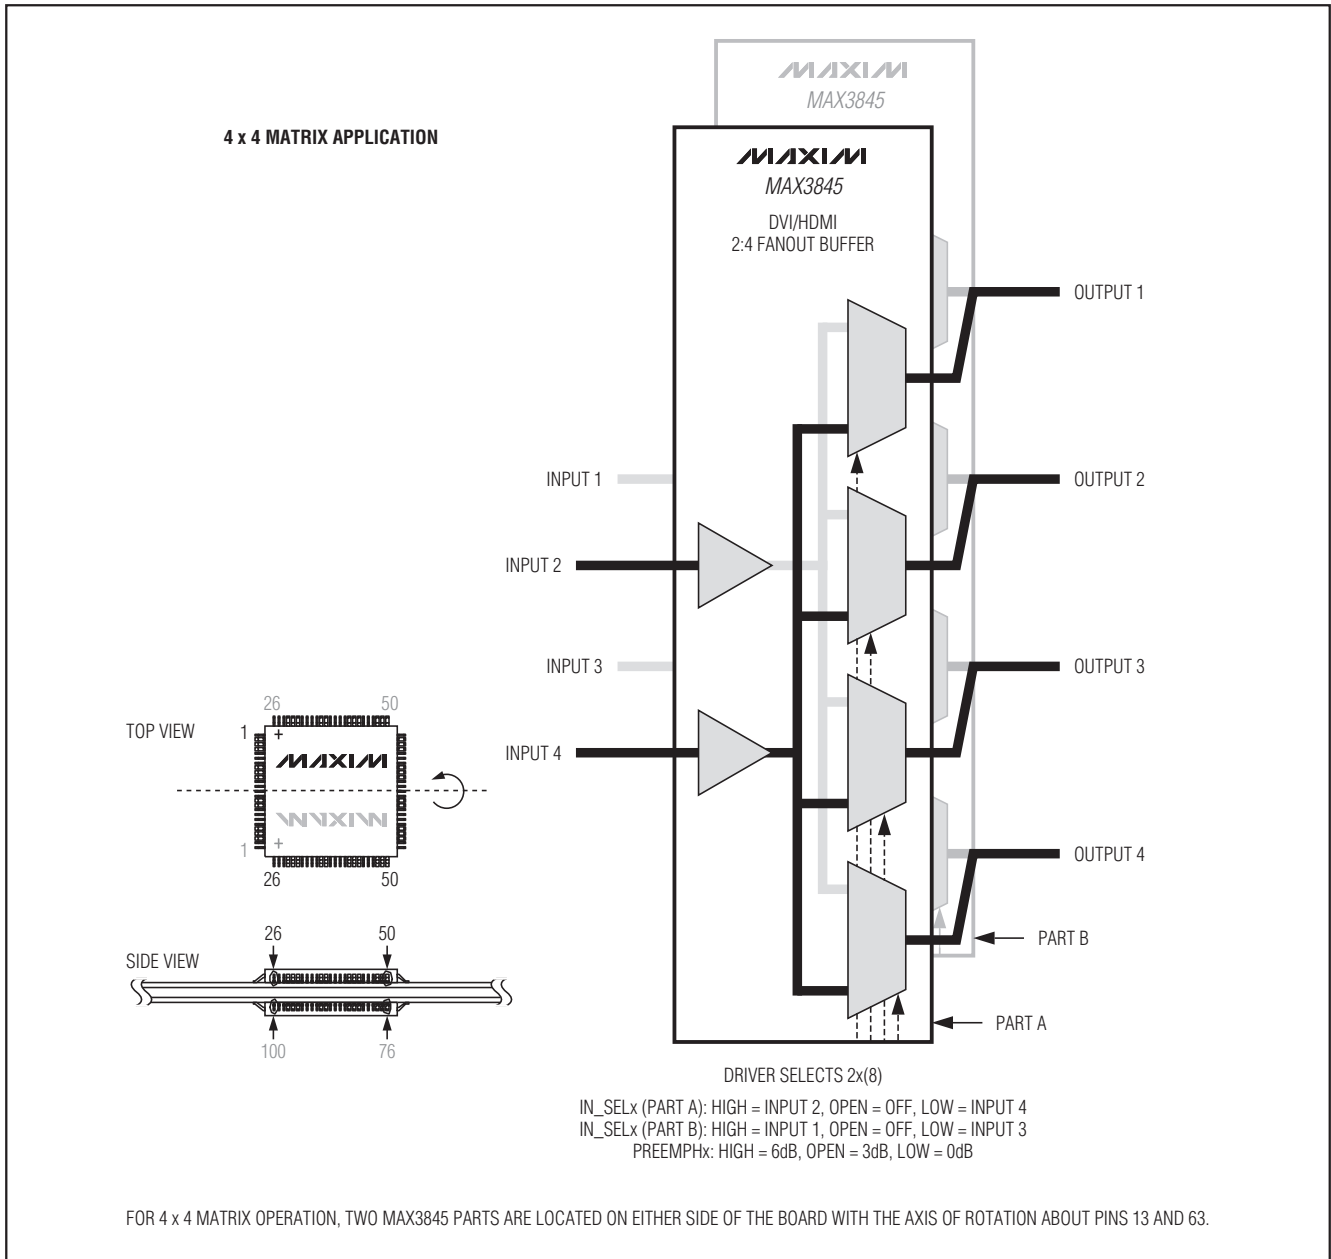 MAXIM
MAX3845
4 x 4 MATRIX APPLICATION
MAXIM
MAX3845
DVI/HDMI
2:4 FANOUT BUFFER
OUTPUT 1
INPUT 1
OUTPUT 2
INPUT 2
INPUT 3
OUTPUT 3
26 50
TOP VIEW 1 +
MAXIM
INPUT 4
MAXIM
1 +
26 50
OUTPUT 4
26 50
SIDE VIEW
PART B
100 76
PART A
DRIVER SELECTS 2x(8)
IN_SELx (PART A): HIGH = INPUT 2, OPEN = OFF, LOW = INPUT 4
IN_SELx (PART B): HIGH = INPUT 1, OPEN = OFF, LOW = INPUT 3
PREEMPHx: HIGH = 6dB, OPEN = 3dB, LOW = 0dB
FOR 4 x 4 MATRIX OPERATION, TWO MAX3845 PARTS ARE LOCATED ON EITHER SIDE OF THE BOARD WITH THE AXIS OF ROTATION ABOUT PINS 13 AND 63.